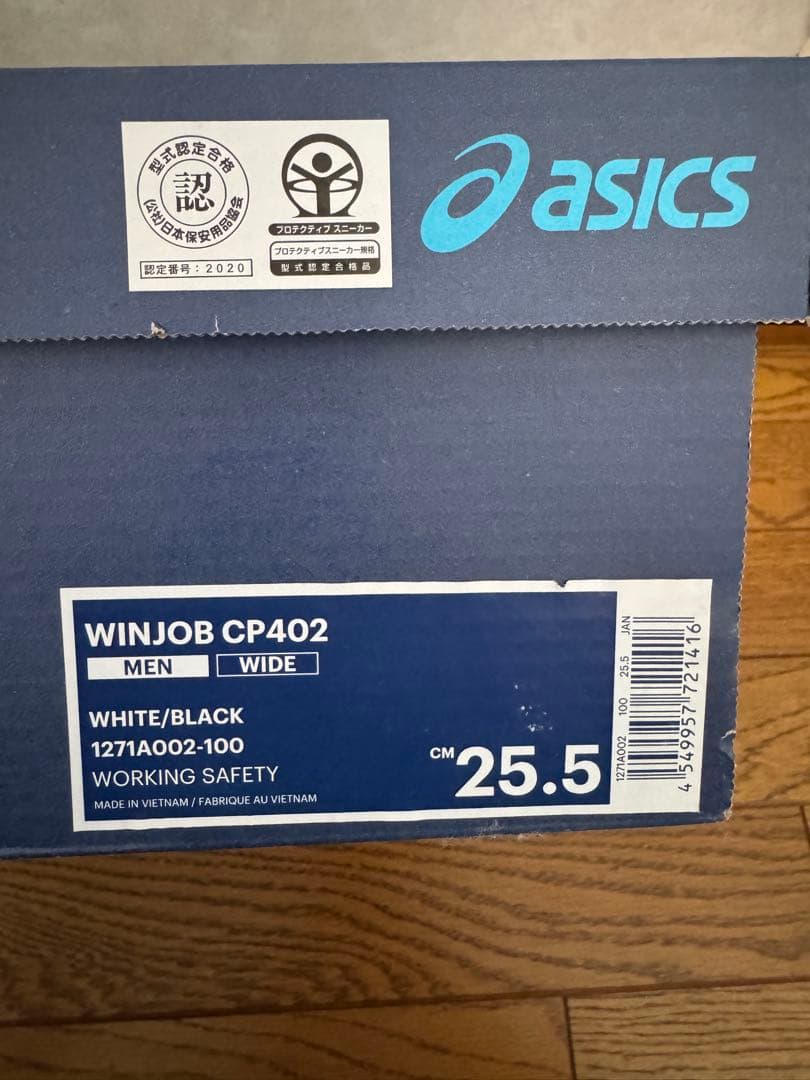 型式認定合格
認
(公社)日本保安用品協会
認定番号：2020
プロテクティブ スニーカー
プロテクティブスニーカー規格
型式認定合格品
asics
WINJOB CP402
MEN WIDE
WHITE/BLACK
1271A002-100
WORKING SAFETY
MADE IN VIETNAM / FABRIQUE AU VIETNAM
CM 25.5
1271A002 100 25.5 JAN
4 549957 721416